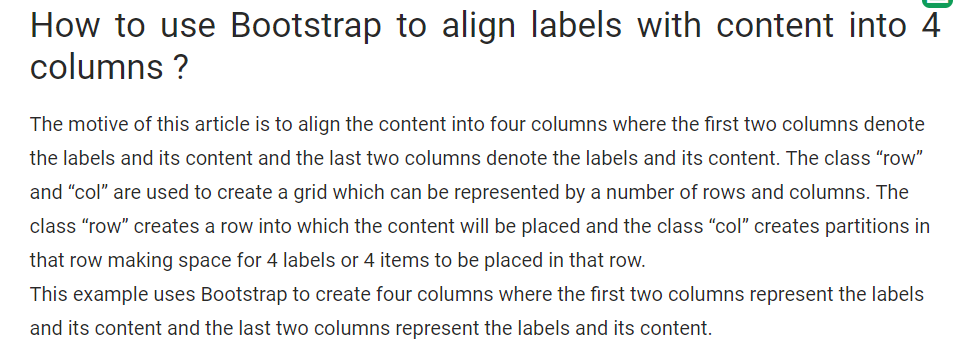 How to use Bootstrap to align labels with content into 4
columns ?
The motive of this article is to align the content into four columns where the first two columns denote
the labels and its content and the last two columns denote the labels and its content. The class “row”
and “col” are used to create a grid which can be represented by a number of rows and columns. The
class “row” creates a row into which the content will be placed and the class “col” creates partitions in
that row making space for 4 labels or 4 items to be placed in that row.
This example uses Bootstrap to create four columns where the first two columns represent the labels
and its content and the last two columns represent the labels and its content.